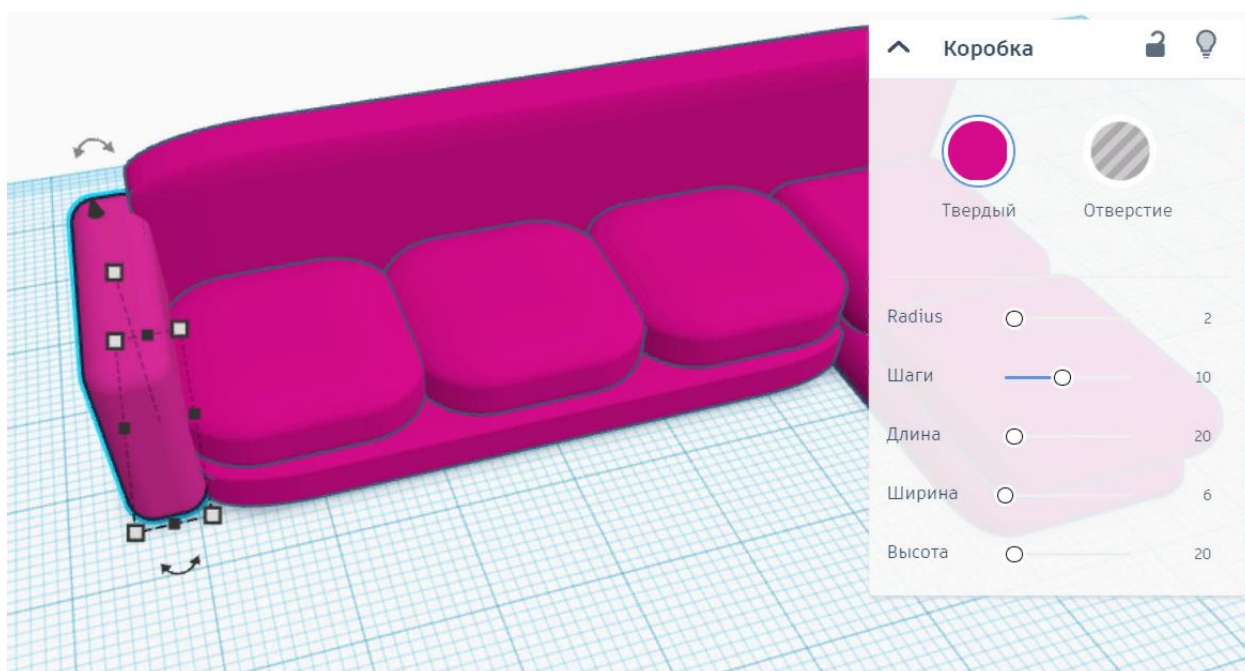 Коробка
Твердый Отверстие
Radius 2
Шаги 10
Длина 20
Ширина 6
Высота 20